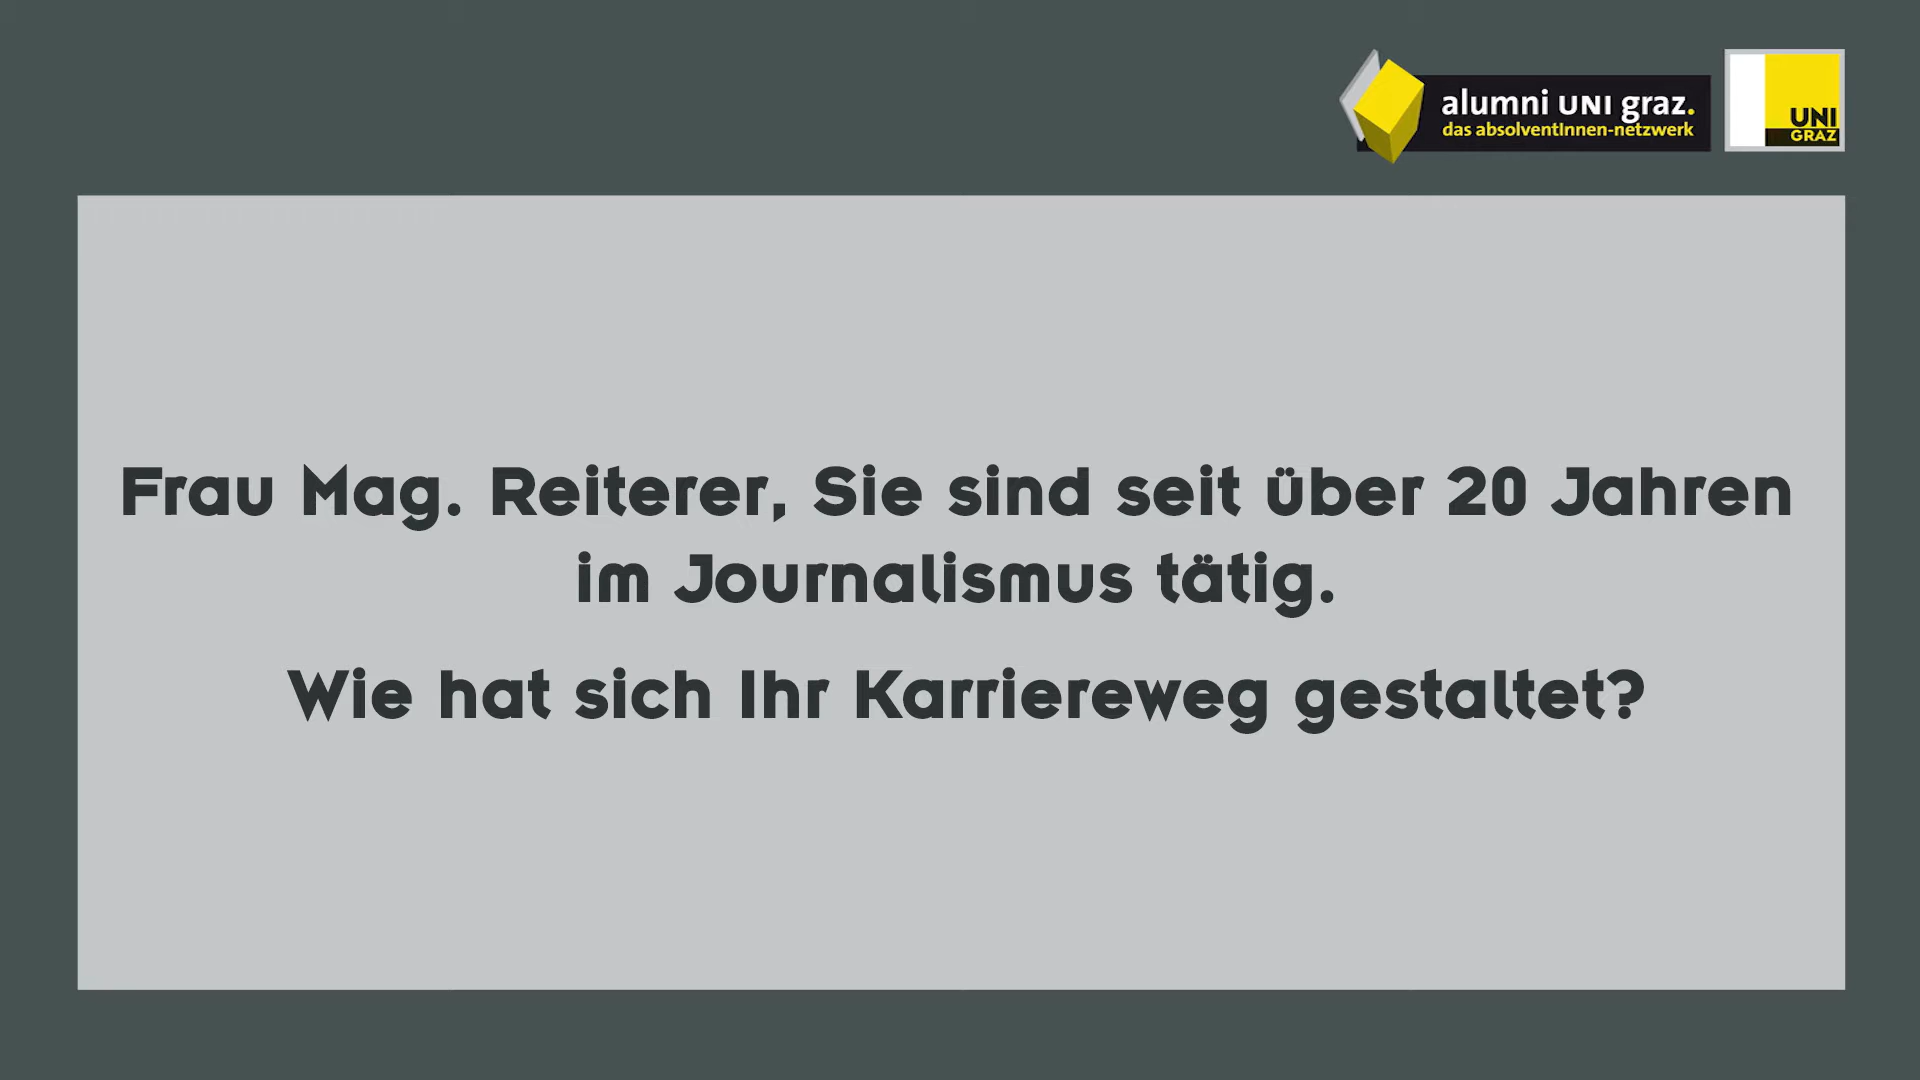 alumni UNI graz.
das absolventInnen-netzwerk
UNI
GRAZ
Frau Mag. Reiterer, Sie sind seit über 20 Jahren
im Journalismus tätig.
Wie hat sich Ihr Karriereweg gestaltet?